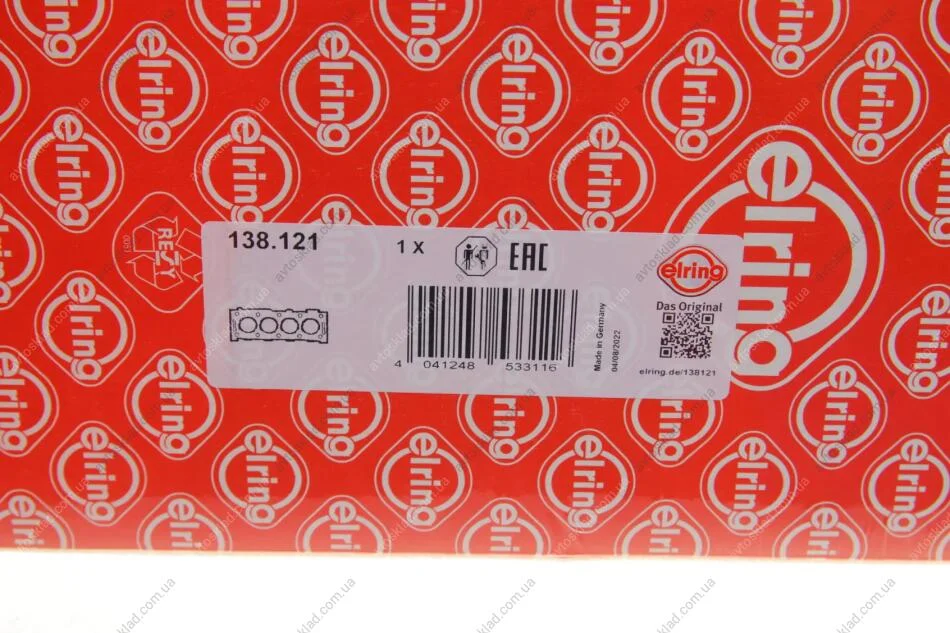 138.121
1 X
EAC
elring
Das Original
elring.de/138121
4 041248 533116
Made in Germany
04/08/2022
RESY
elring
avtosklad.com.ua